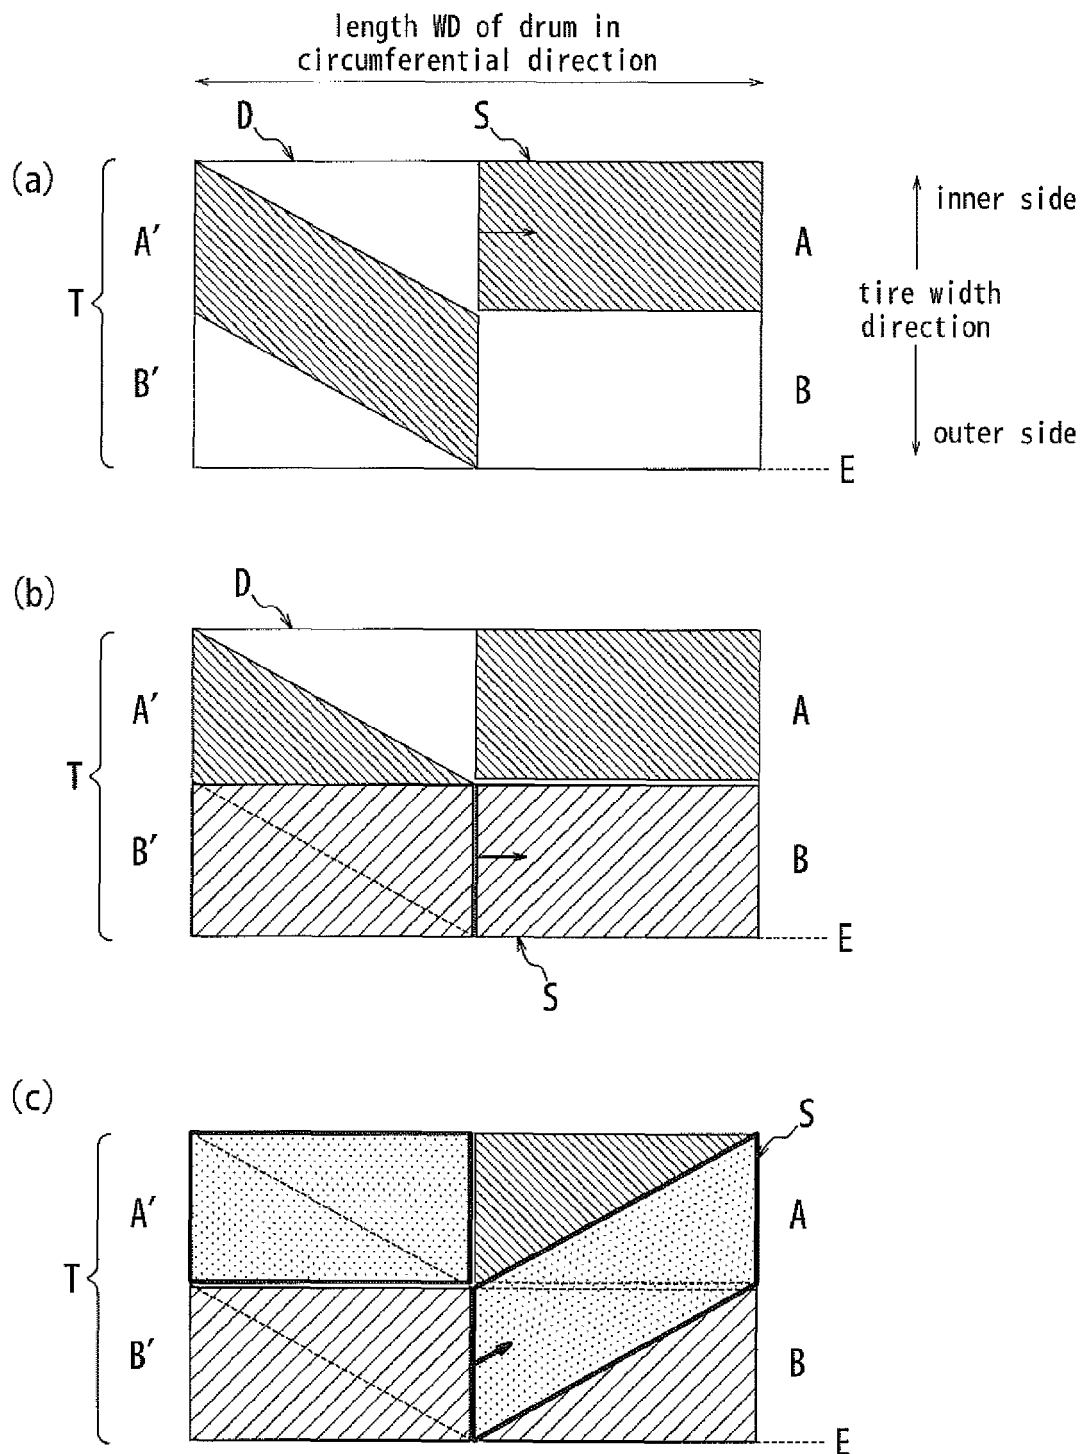 length WD of drum in
circumferential direction
D
S
(a)
A′
A
inner side
T
tire width
direction
B′
B
outer side
E
(b)
D
A′
A
T
B′
B
E
S
(c)
S
A′
A
T
B′
B
E